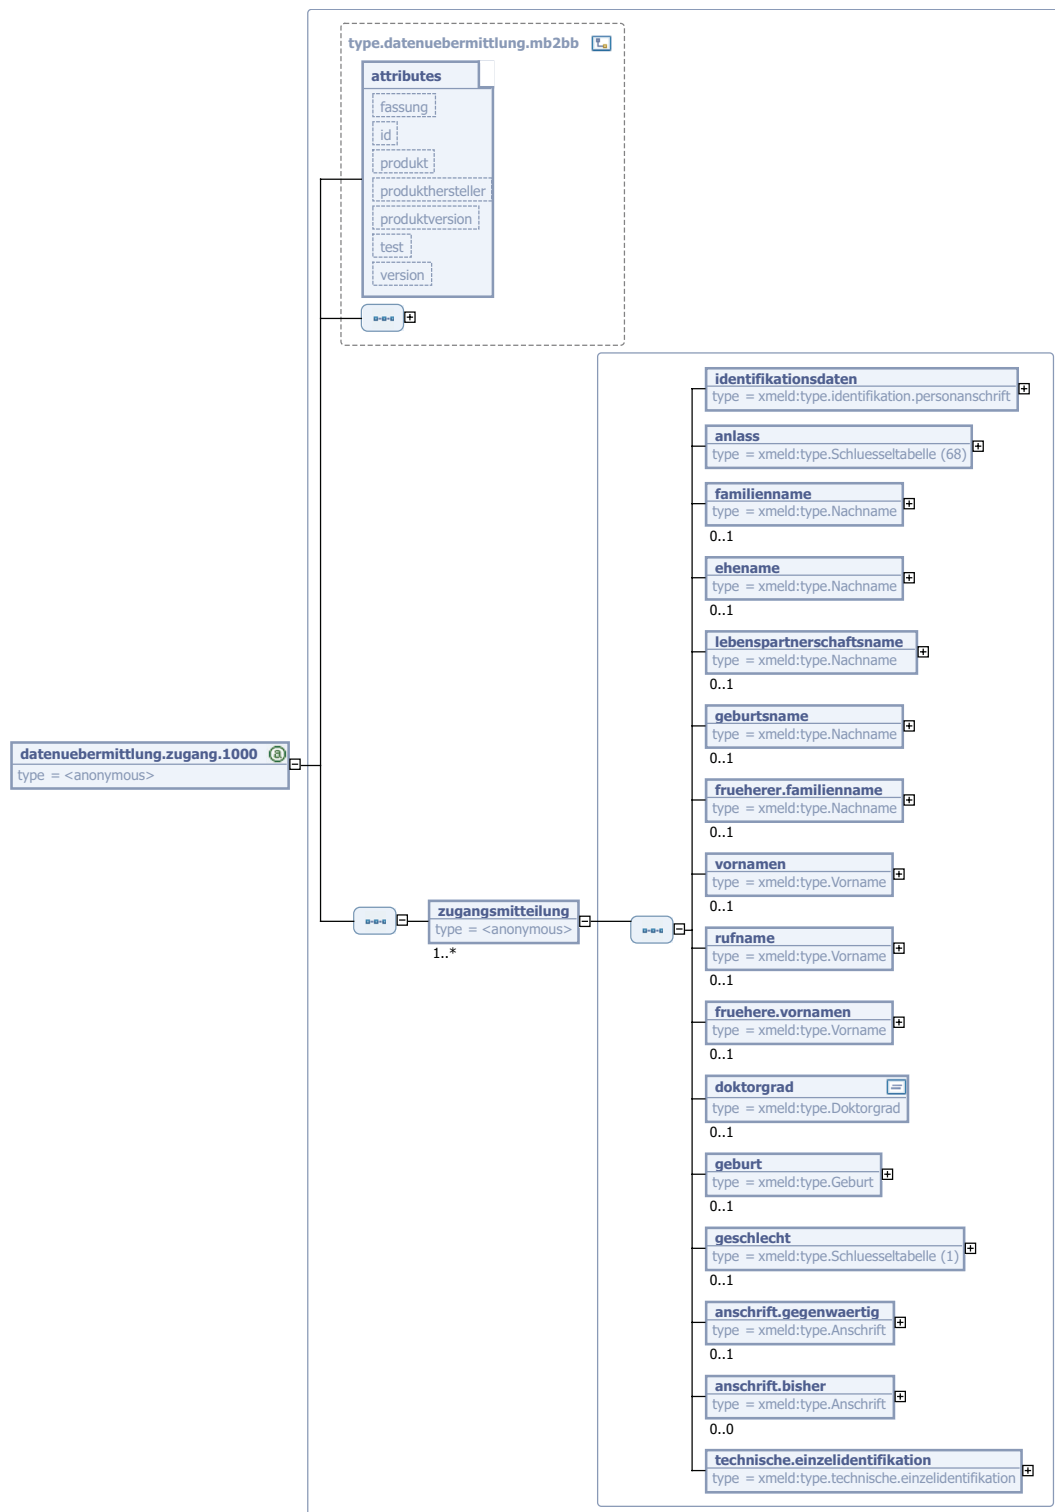 type.datenuebermittlung.mb2bb
attributes
fassung
id
produkt
produkthersteller
produktversion
test
version
identifikationsdaten
type = xmeld:type.identifikation.personanschrift
anlass
type = xmeld:type.Schluesseltabelle (68)
familienname
type = xmeld:type.Nachname
0..1
ehename
type = xmeld:type.Nachname
0..1
lebenspartnerschaftsname
type = xmeld:type.Nachname
0..1
geburtsname
type = xmeld:type.Nachname
0..1
datenuebermittlung.zugang.1000 a
type = <anonymous>
frueherer.familienname
type = xmeld:type.Nachname
0..1
vornamen
type = xmeld:type.Vorname
0..1
zugangsmitteilung
type = <anonymous>
1..*
rufname
type = xmeld:type.Vorname
0..1
fruehere.vornamen
type = xmeld:type.Vorname
0..1
doktorgrad
type = xmeld:type.Doktorgrad
0..1
geburt
type = xmeld:type.Geburt
0..1
geschlecht
type = xmeld:type.Schluesseltabelle (1)
0..1
anschrift.gegenwaertig
type = xmeld:type.Anschrift
0..1
anschrift.bisher
type = xmeld:type.Anschrift
0..0
technische.einzelidentifikation
type = xmeld:type.technische.einzelidentifikation